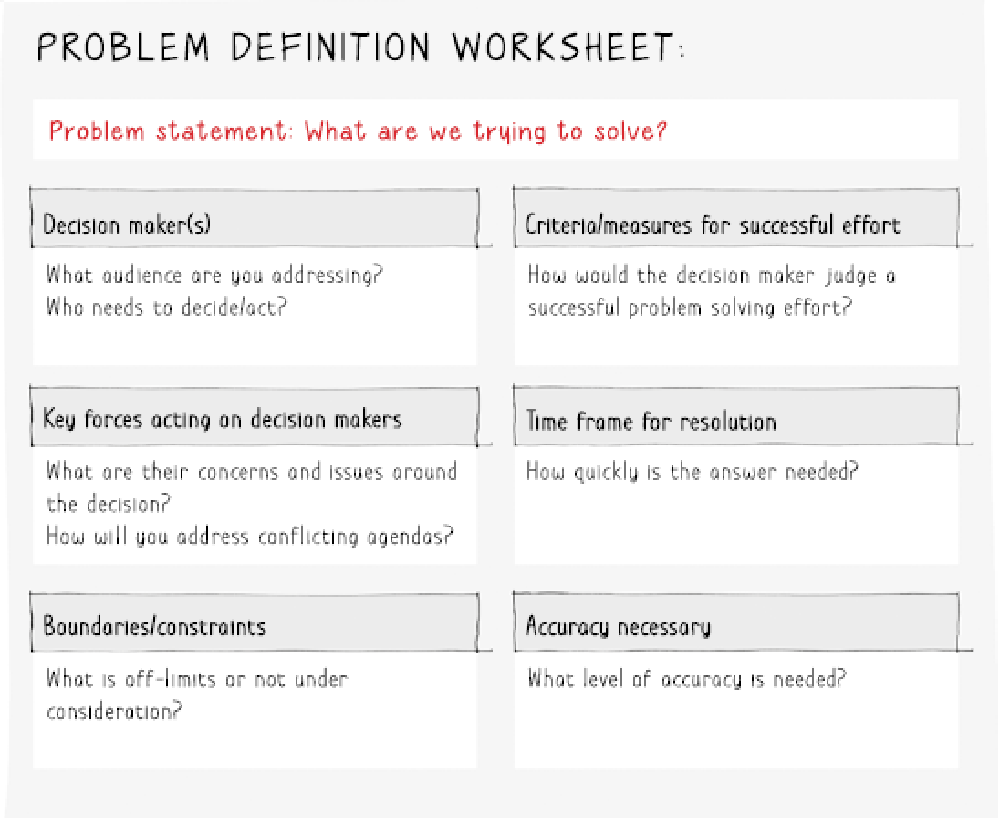 PROBLEM DEFINITION WORKSHEET:
Problem statement: What are we trying to solve?
Decision maker(s)
What audience are you addressing?
Who needs to decide/act?
Criteria/measures for successful effort
How would the decision maker judge a
successful problem solving effort?
Key forces acting on decision makers
What are their concerns and issues around
the decision?
How will you address conflicting agendas?
Time frame for resolution
How quickly is the answer needed?
Boundaries/constraints
What is off-limits or not under
consideration?
Accuracy necessary
What level of accuracy is needed?